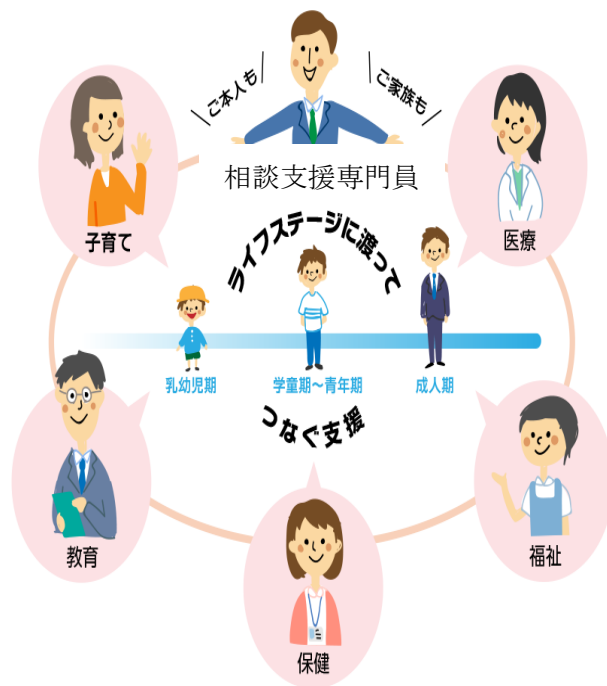 ご本人も
ご家族も
相談支援専門員
子育て
医療
ライフステージに渡って
乳幼児期
学童期～青年期
成人期
つなぐ支援
教育
福祉
保健